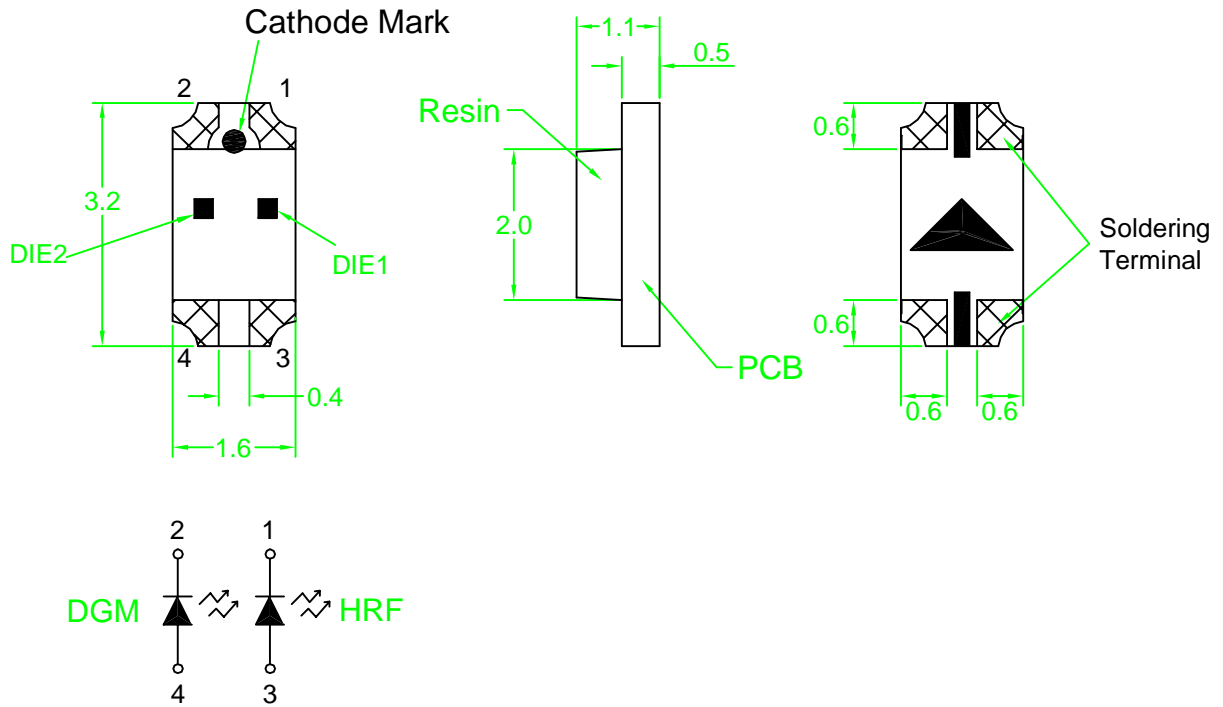 Cathode Mark
2 1
3.2
DIE2
DIE1
4 3
0.4
1.6
1.1
0.5
Resin
2.0
PCB
0.6
Soldering
Terminal
0.6
0.6 0.6
2 1
DGM HRF
4 3